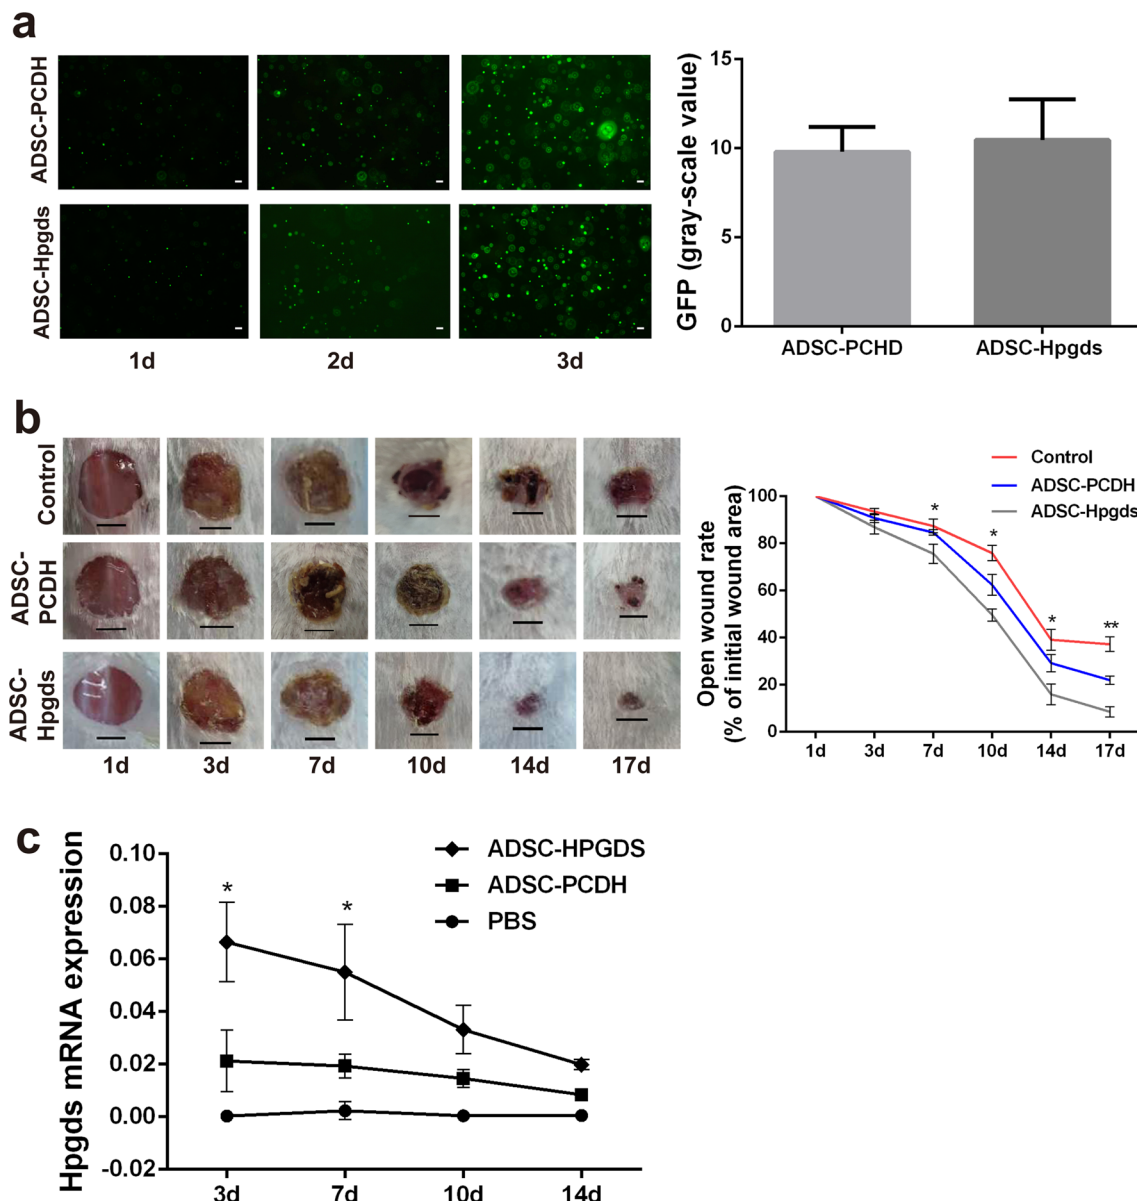 a
ADSC-PCDH
ADSC-Hpgds
1d
2d
3d
GFP (gray-scale value)
15
10
5
0
ADSC-PCHD
ADSC-Hpgds
b
Control
ADSC-
PCDH
ADSC-
Hpgds
1d
3d
7d
10d
14d
17d
Open wound rate
(% of initial wound area)
100
80
60
40
20
0
1d
3d
7d
10d
14d
17d
Control
ADSC-PCDH
ADSC-Hpgds
*
*
*
**
c
Hpgds mRNA expression
0.10
0.08
0.06
0.04
0.02
0.00
-0.02
3d
7d
10d
14d
ADSC-HPGDS
ADSC-PCDH
PBS
*
*